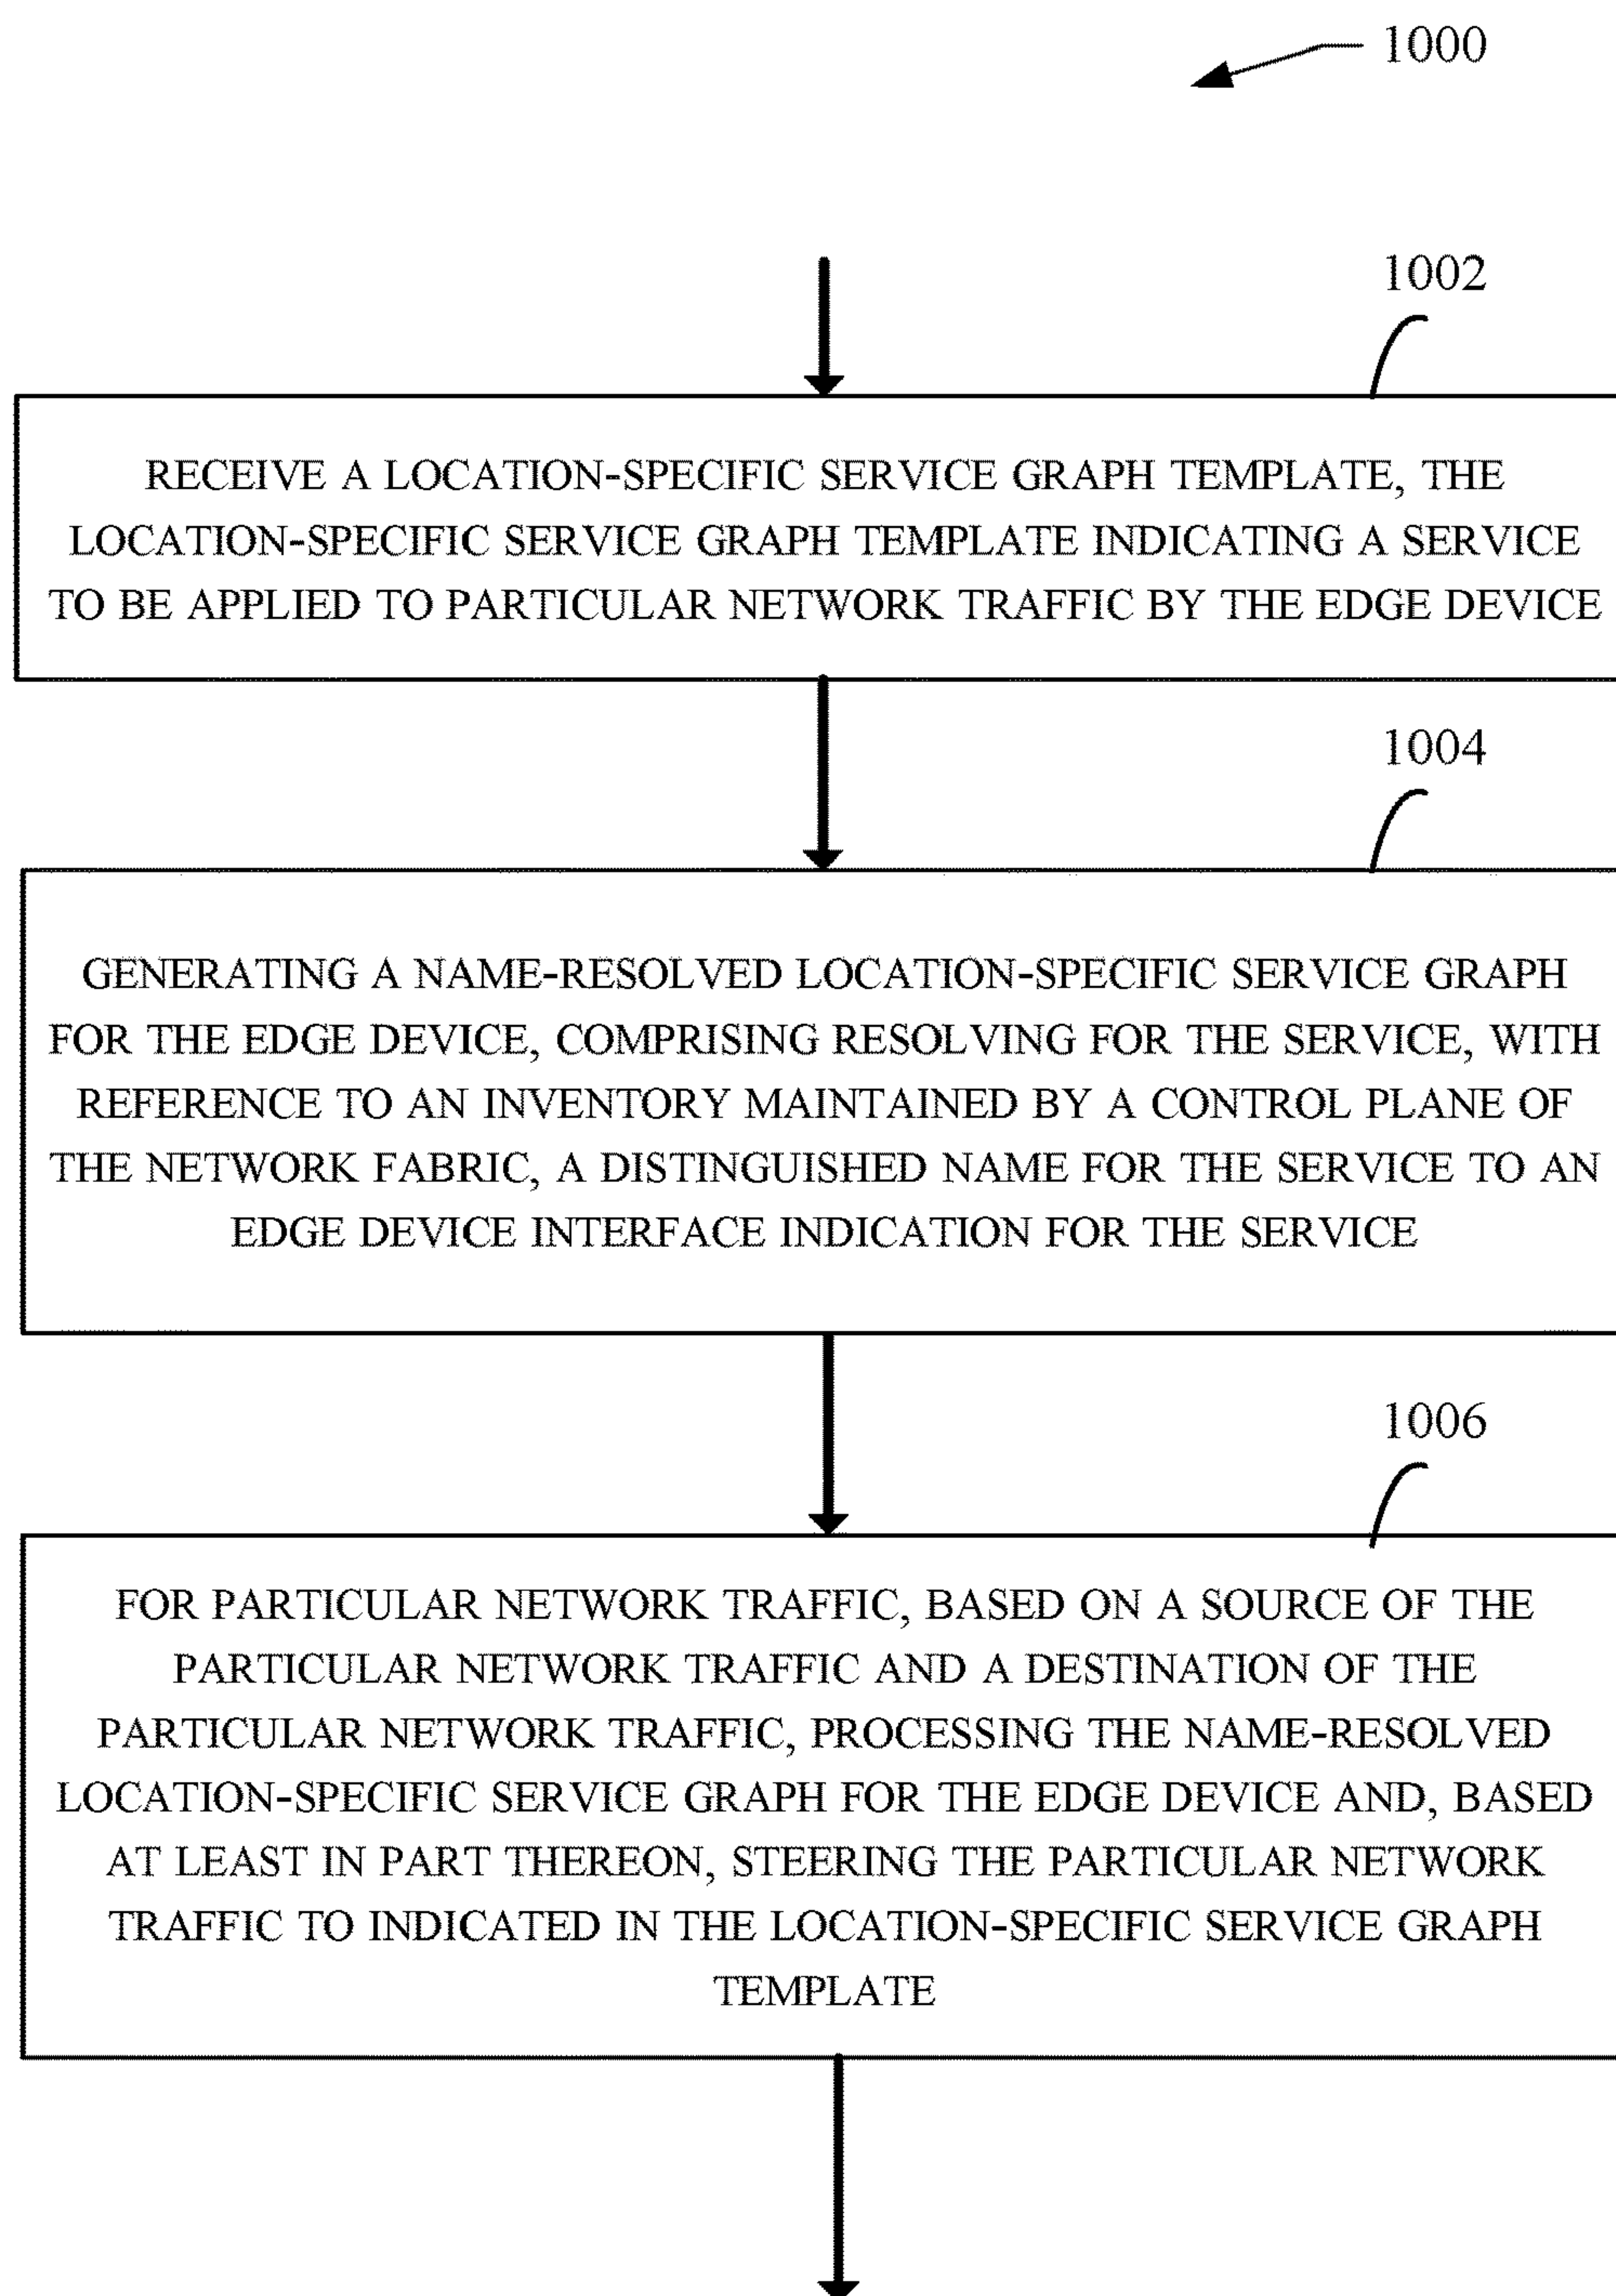 1000
1002
RECEIVE A LOCATION-SPECIFIC SERVICE GRAPH TEMPLATE, THE
LOCATION-SPECIFIC SERVICE GRAPH TEMPLATE INDICATING A SERVICE
TO BE APPLIED TO PARTICULAR NETWORK TRAFFIC BY THE EDGE DEVICE
1004
GENERATING A NAME-RESOLVED LOCATION-SPECIFIC SERVICE GRAPH
FOR THE EDGE DEVICE, COMPRISING RESOLVING FOR THE SERVICE, WITH
REFERENCE TO AN INVENTORY MAINTAINED BY A CONTROL PLANE OF
THE NETWORK FABRIC, A DISTINGUISHED NAME FOR THE SERVICE TO AN
EDGE DEVICE INTERFACE INDICATION FOR THE SERVICE
1006
FOR PARTICULAR NETWORK TRAFFIC, BASED ON A SOURCE OF THE
PARTICULAR NETWORK TRAFFIC AND A DESTINATION OF THE
PARTICULAR NETWORK TRAFFIC, PROCESSING THE NAME-RESOLVED
LOCATION-SPECIFIC SERVICE GRAPH FOR THE EDGE DEVICE AND, BASED
AT LEAST IN PART THEREON, STEERING THE PARTICULAR NETWORK
TRAFFIC TO INDICATED IN THE LOCATION-SPECIFIC SERVICE GRAPH
TEMPLATE